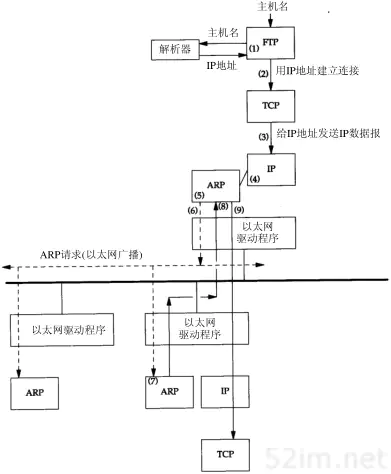 主机名
主机名
解析器
(1)
FTP
IP地址
(2)
用IP地址建立连接
TCP
(3)
给IP地址发送IP数据报
(4)
IP
ARP
(5)
(6)
(8)
(9)
以太网
驱动程序
ARP请求(以太网广播)
以太网驱动程序
以太网
驱动程序
ARP
(7)
ARP
IP
TCP
52im.net